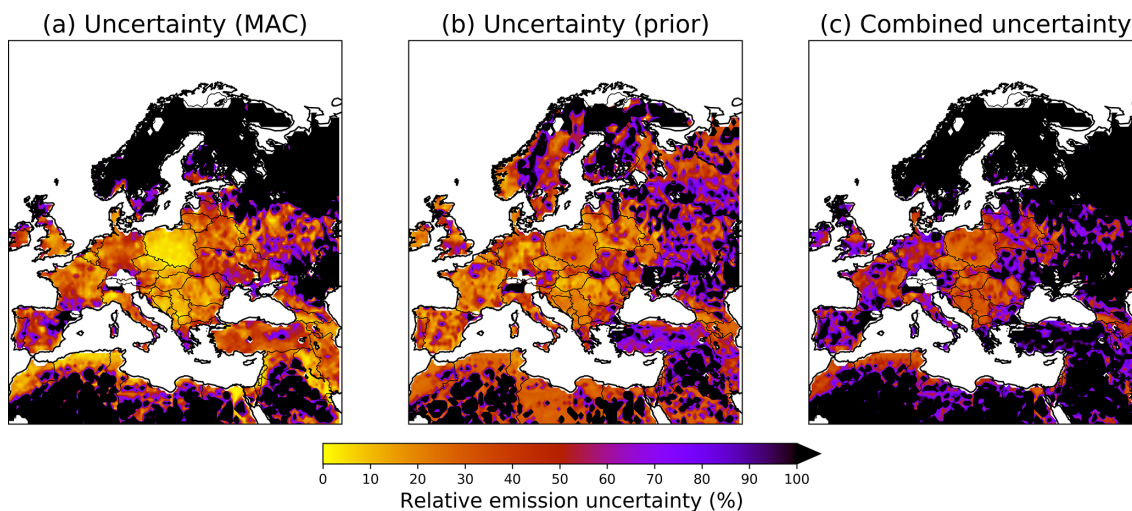 (a) Uncertainty (MAC)
(b) Uncertainty (prior)
(c) Combined uncertainty
0 10 20 30 40 50 60 70 80 90 100
Relative emission uncertainty (%)